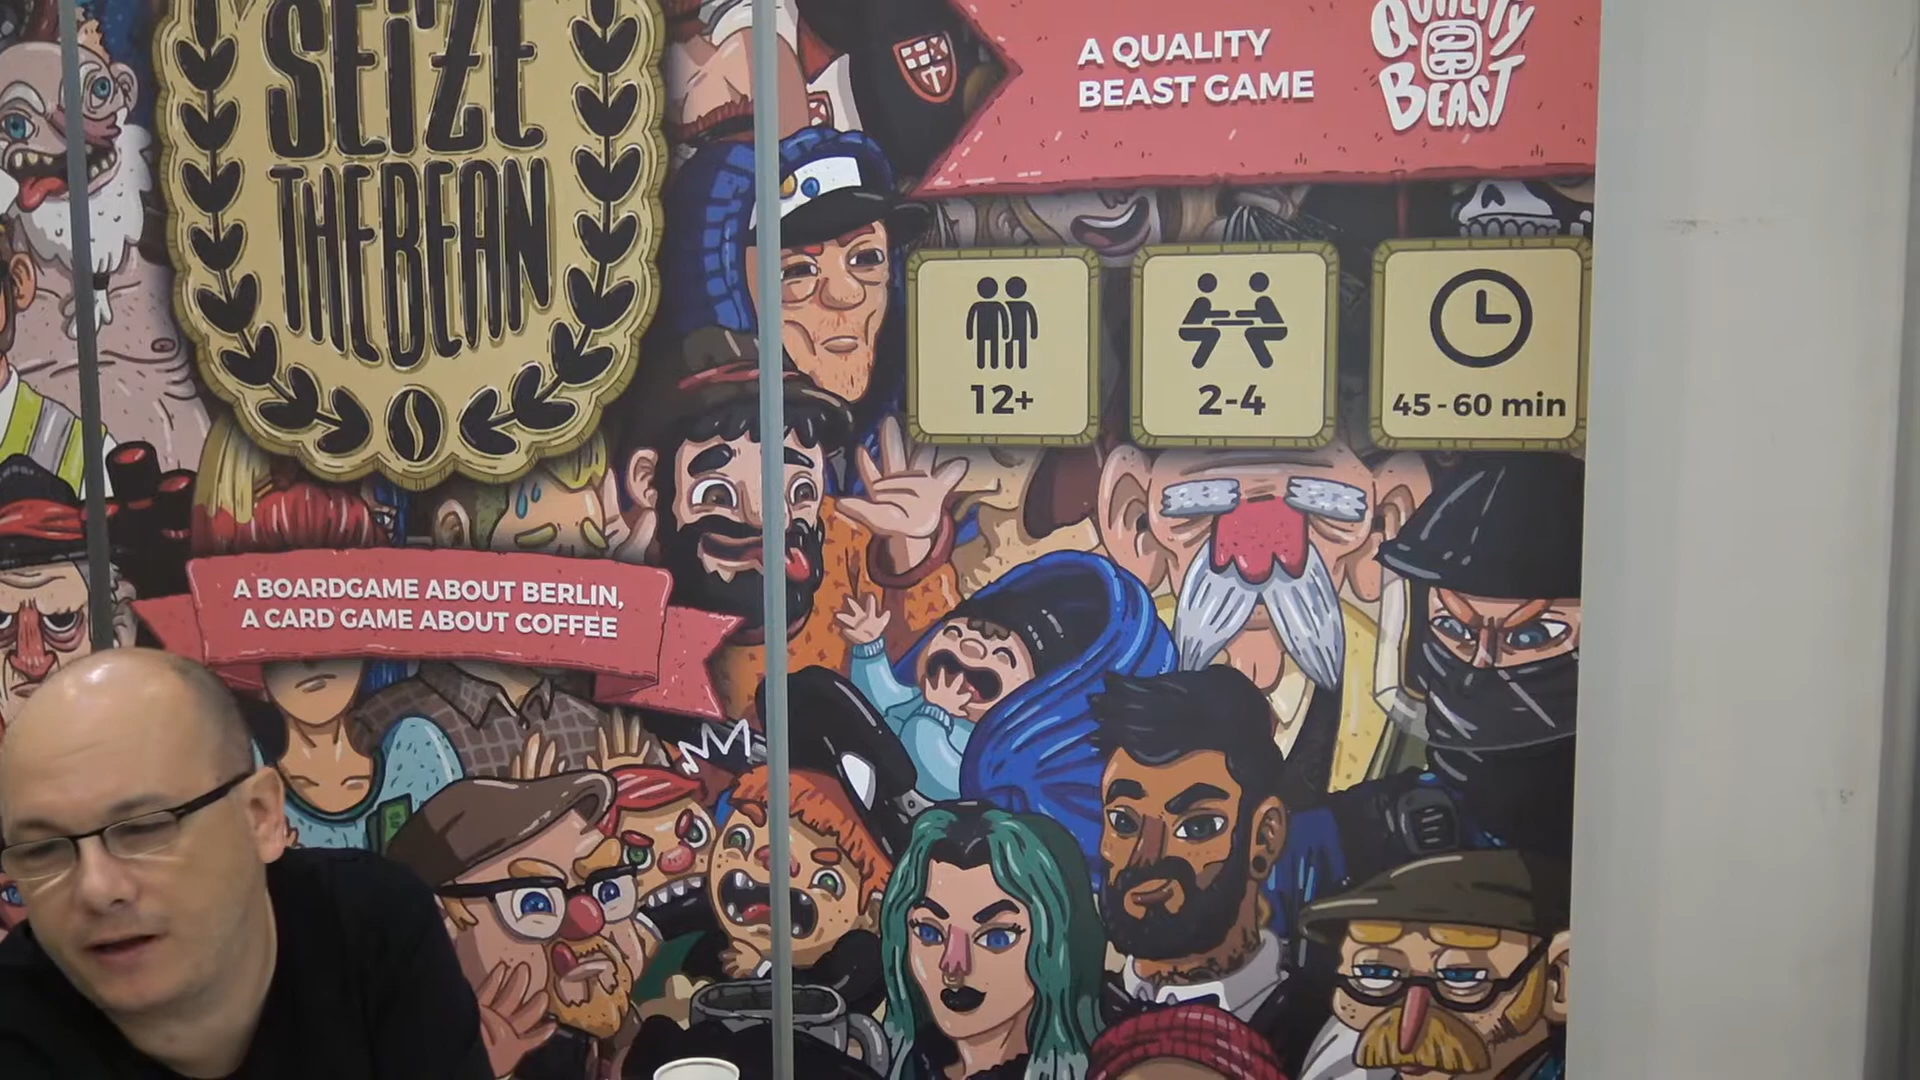 SEIZE
THE BEAN
A BOARDGAME ABOUT BERLIN,
A CARD GAME ABOUT COFFEE
A QUALITY
BEAST GAME
QUALITY
BEAST
12+
2-4
45-60 min